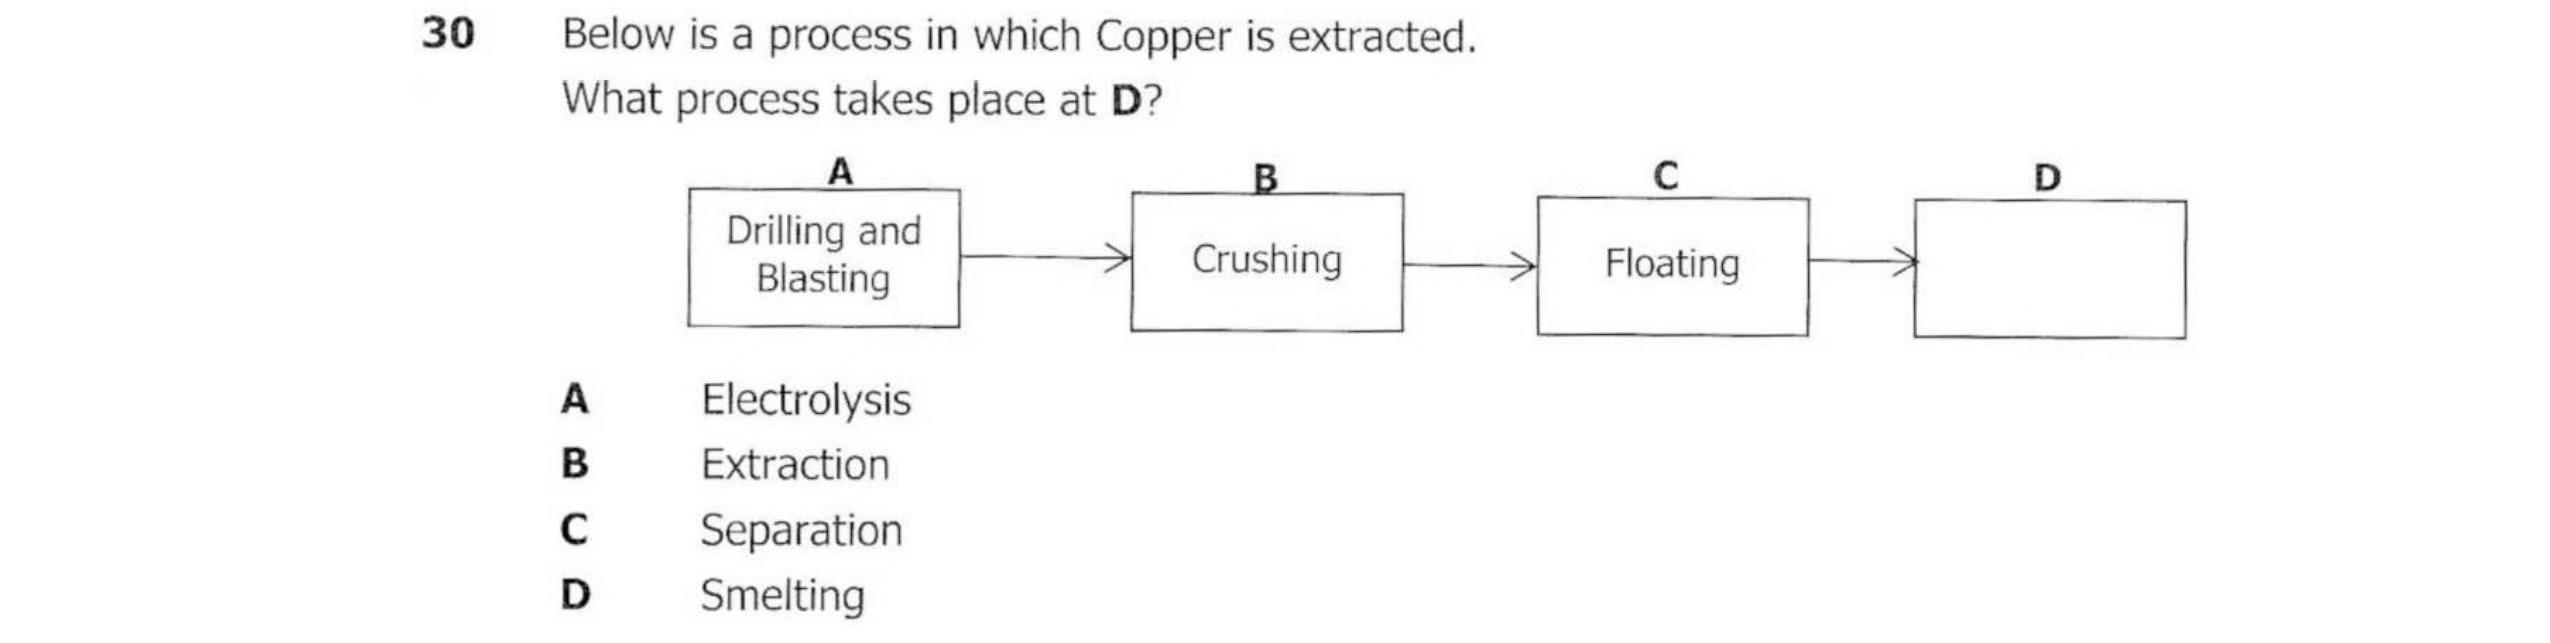 30 Below is a process in which Copper is extracted.
What process takes place at D?
A B C D
Drilling and
Blasting
Crushing
Floating
A Electrolysis
B Extraction
C Separation
D Smelting